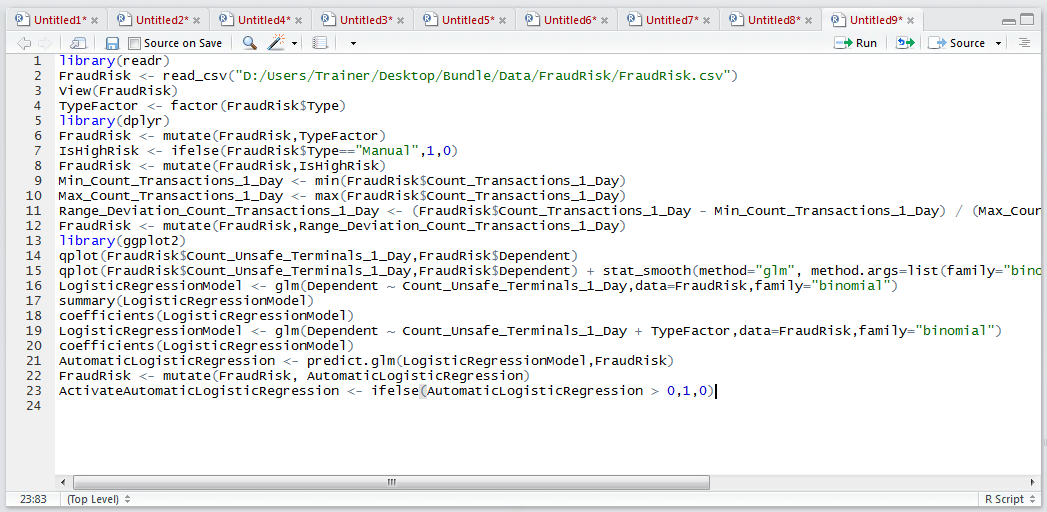 Untitled1* Untitled2* Untitled4* Untitled3* Untitled5* Untitled6* Untitled7* Untitled8* Untitled9*
Source on Save Run Source
1 library(readr)
2 FraudRisk <- read_csv("D:/Users/Trainer/Desktop/Bundle/Data/FraudRisk/FraudRisk.csv")
3 View(FraudRisk)
4 TypeFactor <- factor(FraudRisk$Type)
5 library(dplyr)
6 FraudRisk <- mutate(FraudRisk,TypeFactor)
7 IsHighRisk <- ifelse(FraudRisk$Type=="Manual",1,0)
8 FraudRisk <- mutate(FraudRisk,IsHighRisk)
9 Min_Count_Transactions_1_Day <- min(FraudRisk$Count_Transactions_1_Day)
10 Max_Count_Transactions_1_Day <- max(FraudRisk$Count_Transactions_1_Day)
11 Range_Deviation_Count_Transactions_1_Day <- (FraudRisk$Count_Transactions_1_Day - Min_Count_Transactions_1_Day) / (Max_Coun
12 FraudRisk <- mutate(FraudRisk,Range_Deviation_Count_Transactions_1_Day)
13 library(ggplot2)
14 qplot(FraudRisk$Count_Unsafe_Terminals_1_Day,FraudRisk$Dependent)
15 qplot(FraudRisk$Count_Unsafe_Terminals_1_Day,FraudRisk$Dependent) + stat_smooth(method="glm", method.args=list(family="bino
16 LogisticRegressionModel <- glm(Dependent ~ Count_Unsafe_Terminals_1_Day,data=FraudRisk,family="binomial")
17 summary(LogisticRegressionModel)
18 coefficients(LogisticRegressionModel)
19 LogisticRegressionModel <- glm(Dependent ~ Count_Unsafe_Terminals_1_Day + TypeFactor,data=FraudRisk,family="binomial")
20 coefficients(LogisticRegressionModel)
21 AutomaticLogisticRegression <- predict.glm(LogisticRegressionModel,FraudRisk)
22 FraudRisk <- mutate(FraudRisk, AutomaticLogisticRegression)
23 ActivateAutomaticLogisticRegression <- ifelse(AutomaticLogisticRegression > 0,1,0)
24
23:83 (Top Level) R Script